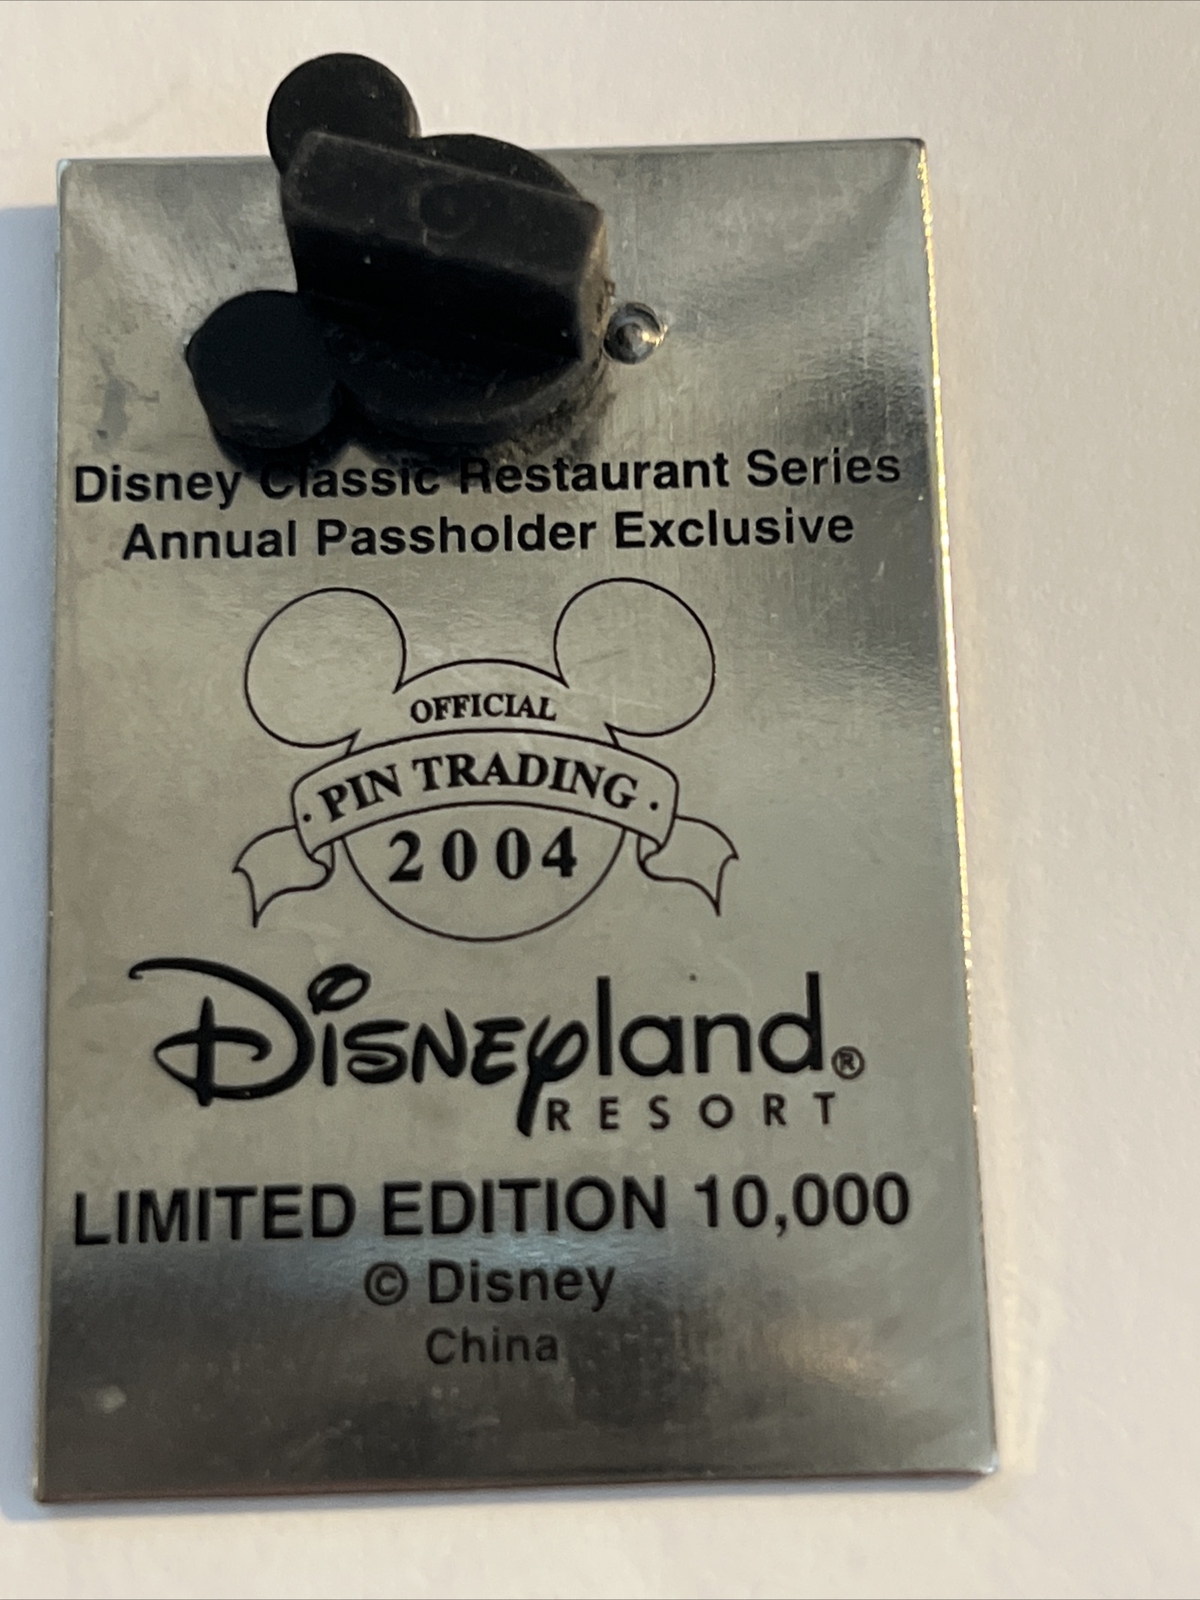 Disney Classic Restaurant Series
Annual Passholder Exclusive
OFFICIAL
· PIN TRADING ·
2004
Disneyland®
RESORT
LIMITED EDITION 10,000
© Disney
China